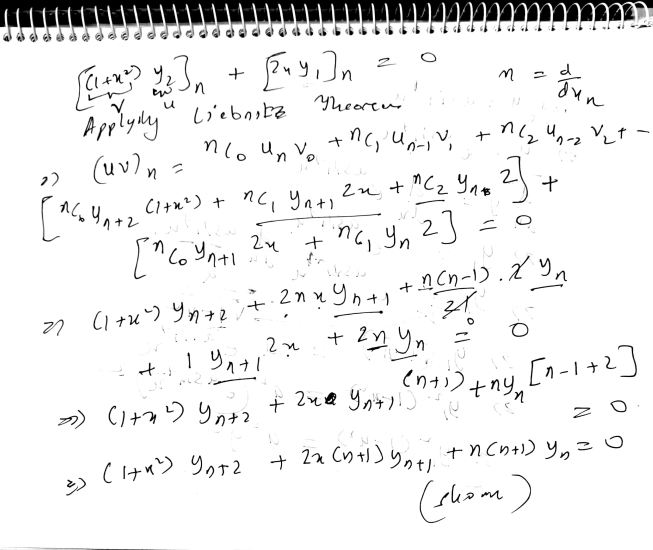 [(1+x²) y₂]ₙ + [2x y₁]ₙ = 0 n = d/dxₙ
v u
Applying Liebnitz Theorem
⇒ (uv)ₙ = nC₀ uₙ v₀ + nC₁ uₙ₋₁ v₁ + nC₂ uₙ₋₂ v₂ + –
[nC₀ yₙ₊₂ (1+x²) + nC₁ yₙ₊₁ 2x + nC₂ yₙ 2] +
[nC₀ yₙ₊₁ 2x + nC₁ yₙ 2] = 0
⇒ (1+x²) yₙ₊₂ + 2nx yₙ₊₁ + n(n-1)/2! . 2 yₙ
+ 1 yₙ₊₁ 2x + 2n yₙ = 0
⇒ (1+x²) yₙ₊₂ + 2x yₙ₊₁ (n+1) + nyₙ [n-1+2]
= 0
⇒ (1+x²) yₙ₊₂ + 2x (n+1) yₙ₊₁ + n(n+1) yₙ = 0
(shown)